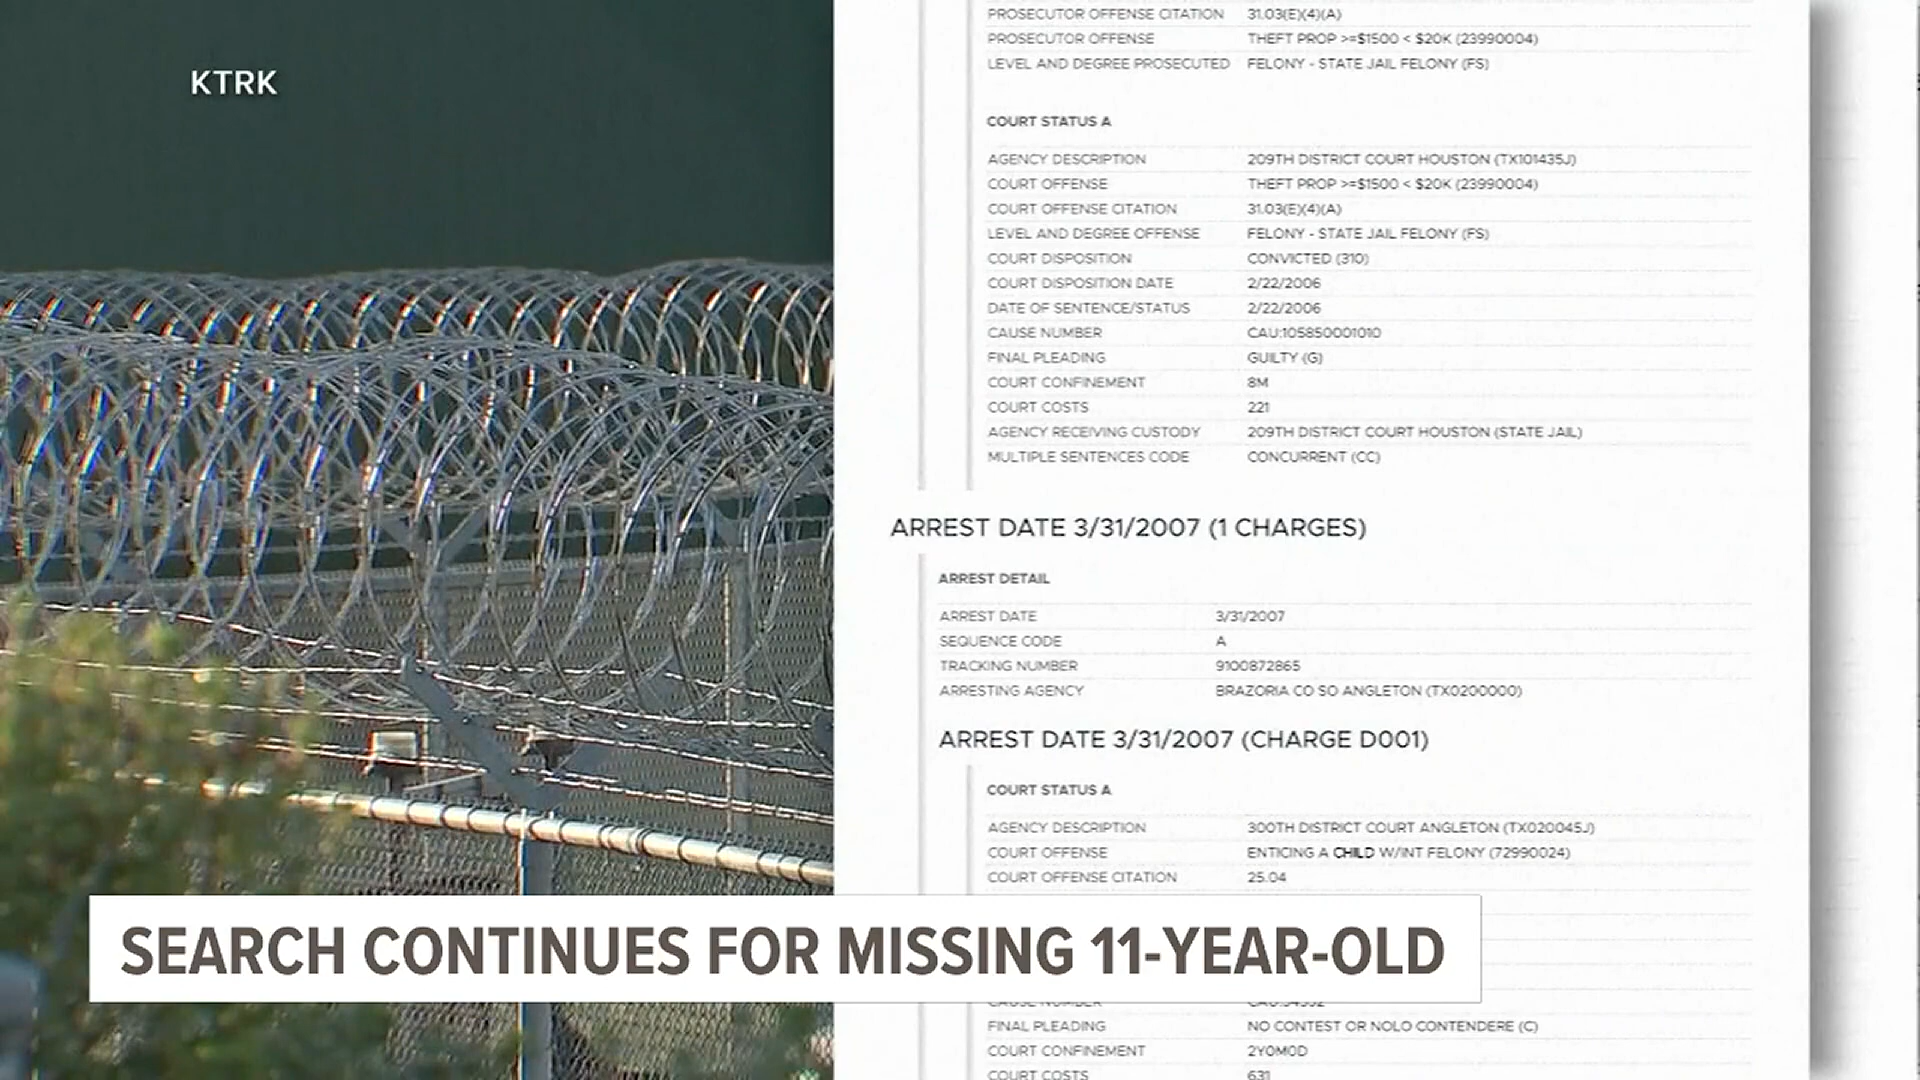 KTRK
PROSECUTOR OFFENSE CITATION 31.03(E)(4)(A)
PROSECUTOR OFFENSE THEFT PROP >=$1500 < $20K (23990004)
LEVEL AND DEGREE PROSECUTED FELONY - STATE JAIL FELONY (FS)
COURT STATUS A
AGENCY DESCRIPTION 209TH DISTRICT COURT HOUSTON (TX101435J)
COURT OFFENSE THEFT PROP >=$1500 < $20K (23990004)
COURT OFFENSE CITATION 31.03(E)(4)(A)
LEVEL AND DEGREE OFFENSE FELONY - STATE JAIL FELONY (FS)
COURT DISPOSITION CONVICTED (310)
COURT DISPOSITION DATE 2/22/2006
DATE OF SENTENCE/STATUS 2/22/2006
CAUSE NUMBER CAU:105850001010
FINAL PLEADING GUILTY (G)
COURT CONFINEMENT 8M
COURT COSTS 221
AGENCY RECEIVING CUSTODY 209TH DISTRICT COURT HOUSTON (STATE JAIL)
MULTIPLE SENTENCES CODE CONCURRENT (CC)
ARREST DATE 3/31/2007 (1 CHARGES)
ARREST DETAIL
ARREST DATE 3/31/2007
SEQUENCE CODE A
TRACKING NUMBER 9100872865
ARRESTING AGENCY BRAZORIA CO SO ANGLETON (TX0200000)
ARREST DATE 3/31/2007 (CHARGE D001)
COURT STATUS A
AGENCY DESCRIPTION 300TH DISTRICT COURT ANGLETON (TX020045J)
COURT OFFENSE ENTICING A CHILD W/INT FELONY (72990024)
COURT OFFENSE CITATION 25.04
SEARCH CONTINUES FOR MISSING 11-YEAR-OLD
CAUSE NUMBER
FINAL PLEADING NO CONTEST OR NOLO CONTENDERE (C)
COURT CONFINEMENT 2Y0M0D
COURT COSTS 631